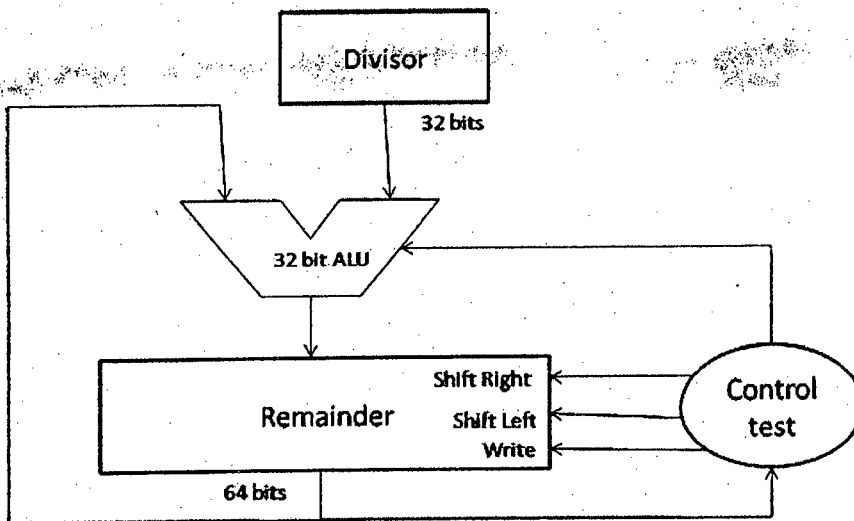 Divisor
32 bits
32 bit ALU
Shift Right
Remainder
Shift Left
Write
Control
test
64 bits